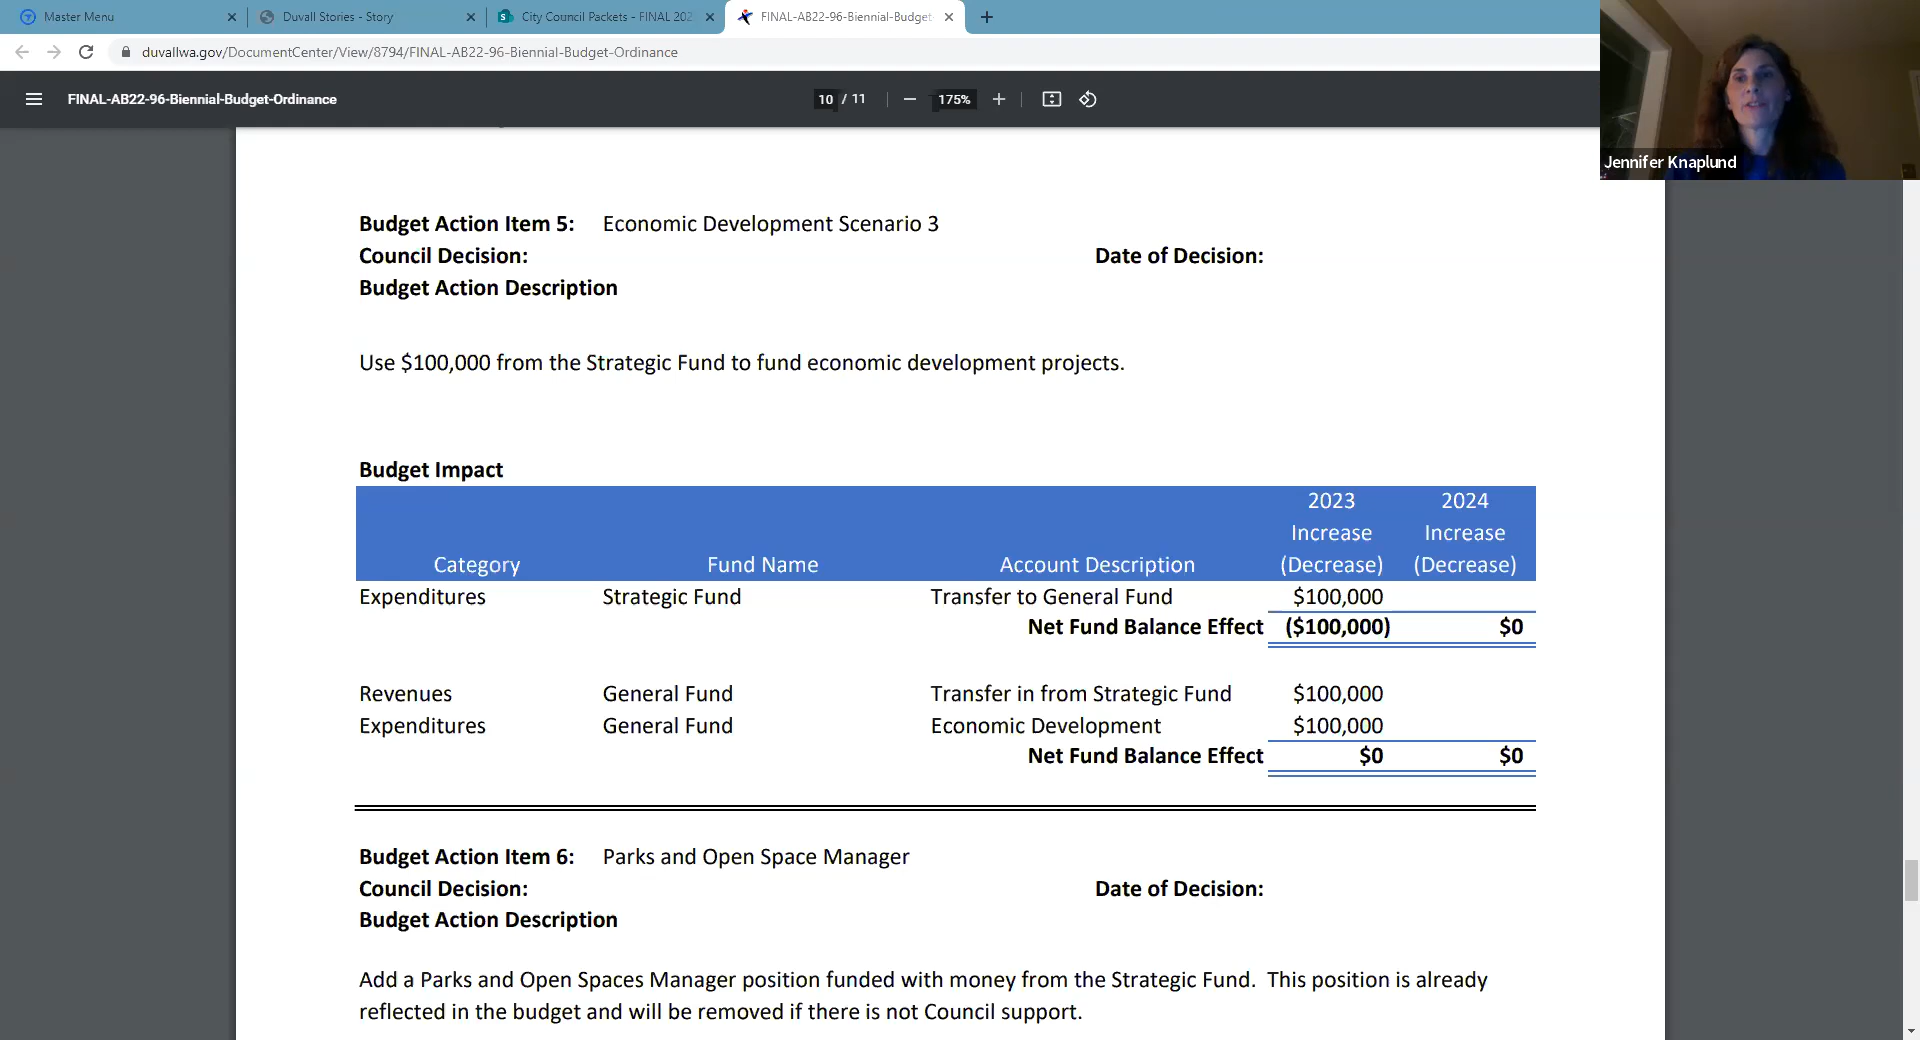 Master Menu
Duvall Stories - Story
City Council Packets - FINAL 202
FINAL-AB22-96-Biennial-Budget-
duvallwa.gov/DocumentCenter/View/8794/FINAL-AB22-96-Biennial-Budget-Ordinance
FINAL-AB22-96-Biennial-Budget-Ordinance
10 / 11
175%
Jennifer Knaplund
Budget Action Item 5: Economic Development Scenario 3
Council Decision: Date of Decision:
Budget Action Description
Use $100,000 from the Strategic Fund to fund economic development projects.
Budget Impact
2023 2024
Increase Increase
Category Fund Name Account Description (Decrease) (Decrease)
Expenditures Strategic Fund Transfer to General Fund $100,000
Net Fund Balance Effect ($100,000) $0
Revenues General Fund Transfer in from Strategic Fund $100,000
Expenditures General Fund Economic Development $100,000
Net Fund Balance Effect $0 $0
Budget Action Item 6: Parks and Open Space Manager
Council Decision: Date of Decision:
Budget Action Description
Add a Parks and Open Spaces Manager position funded with money from the Strategic Fund. This position is already
reflected in the budget and will be removed if there is not Council support.